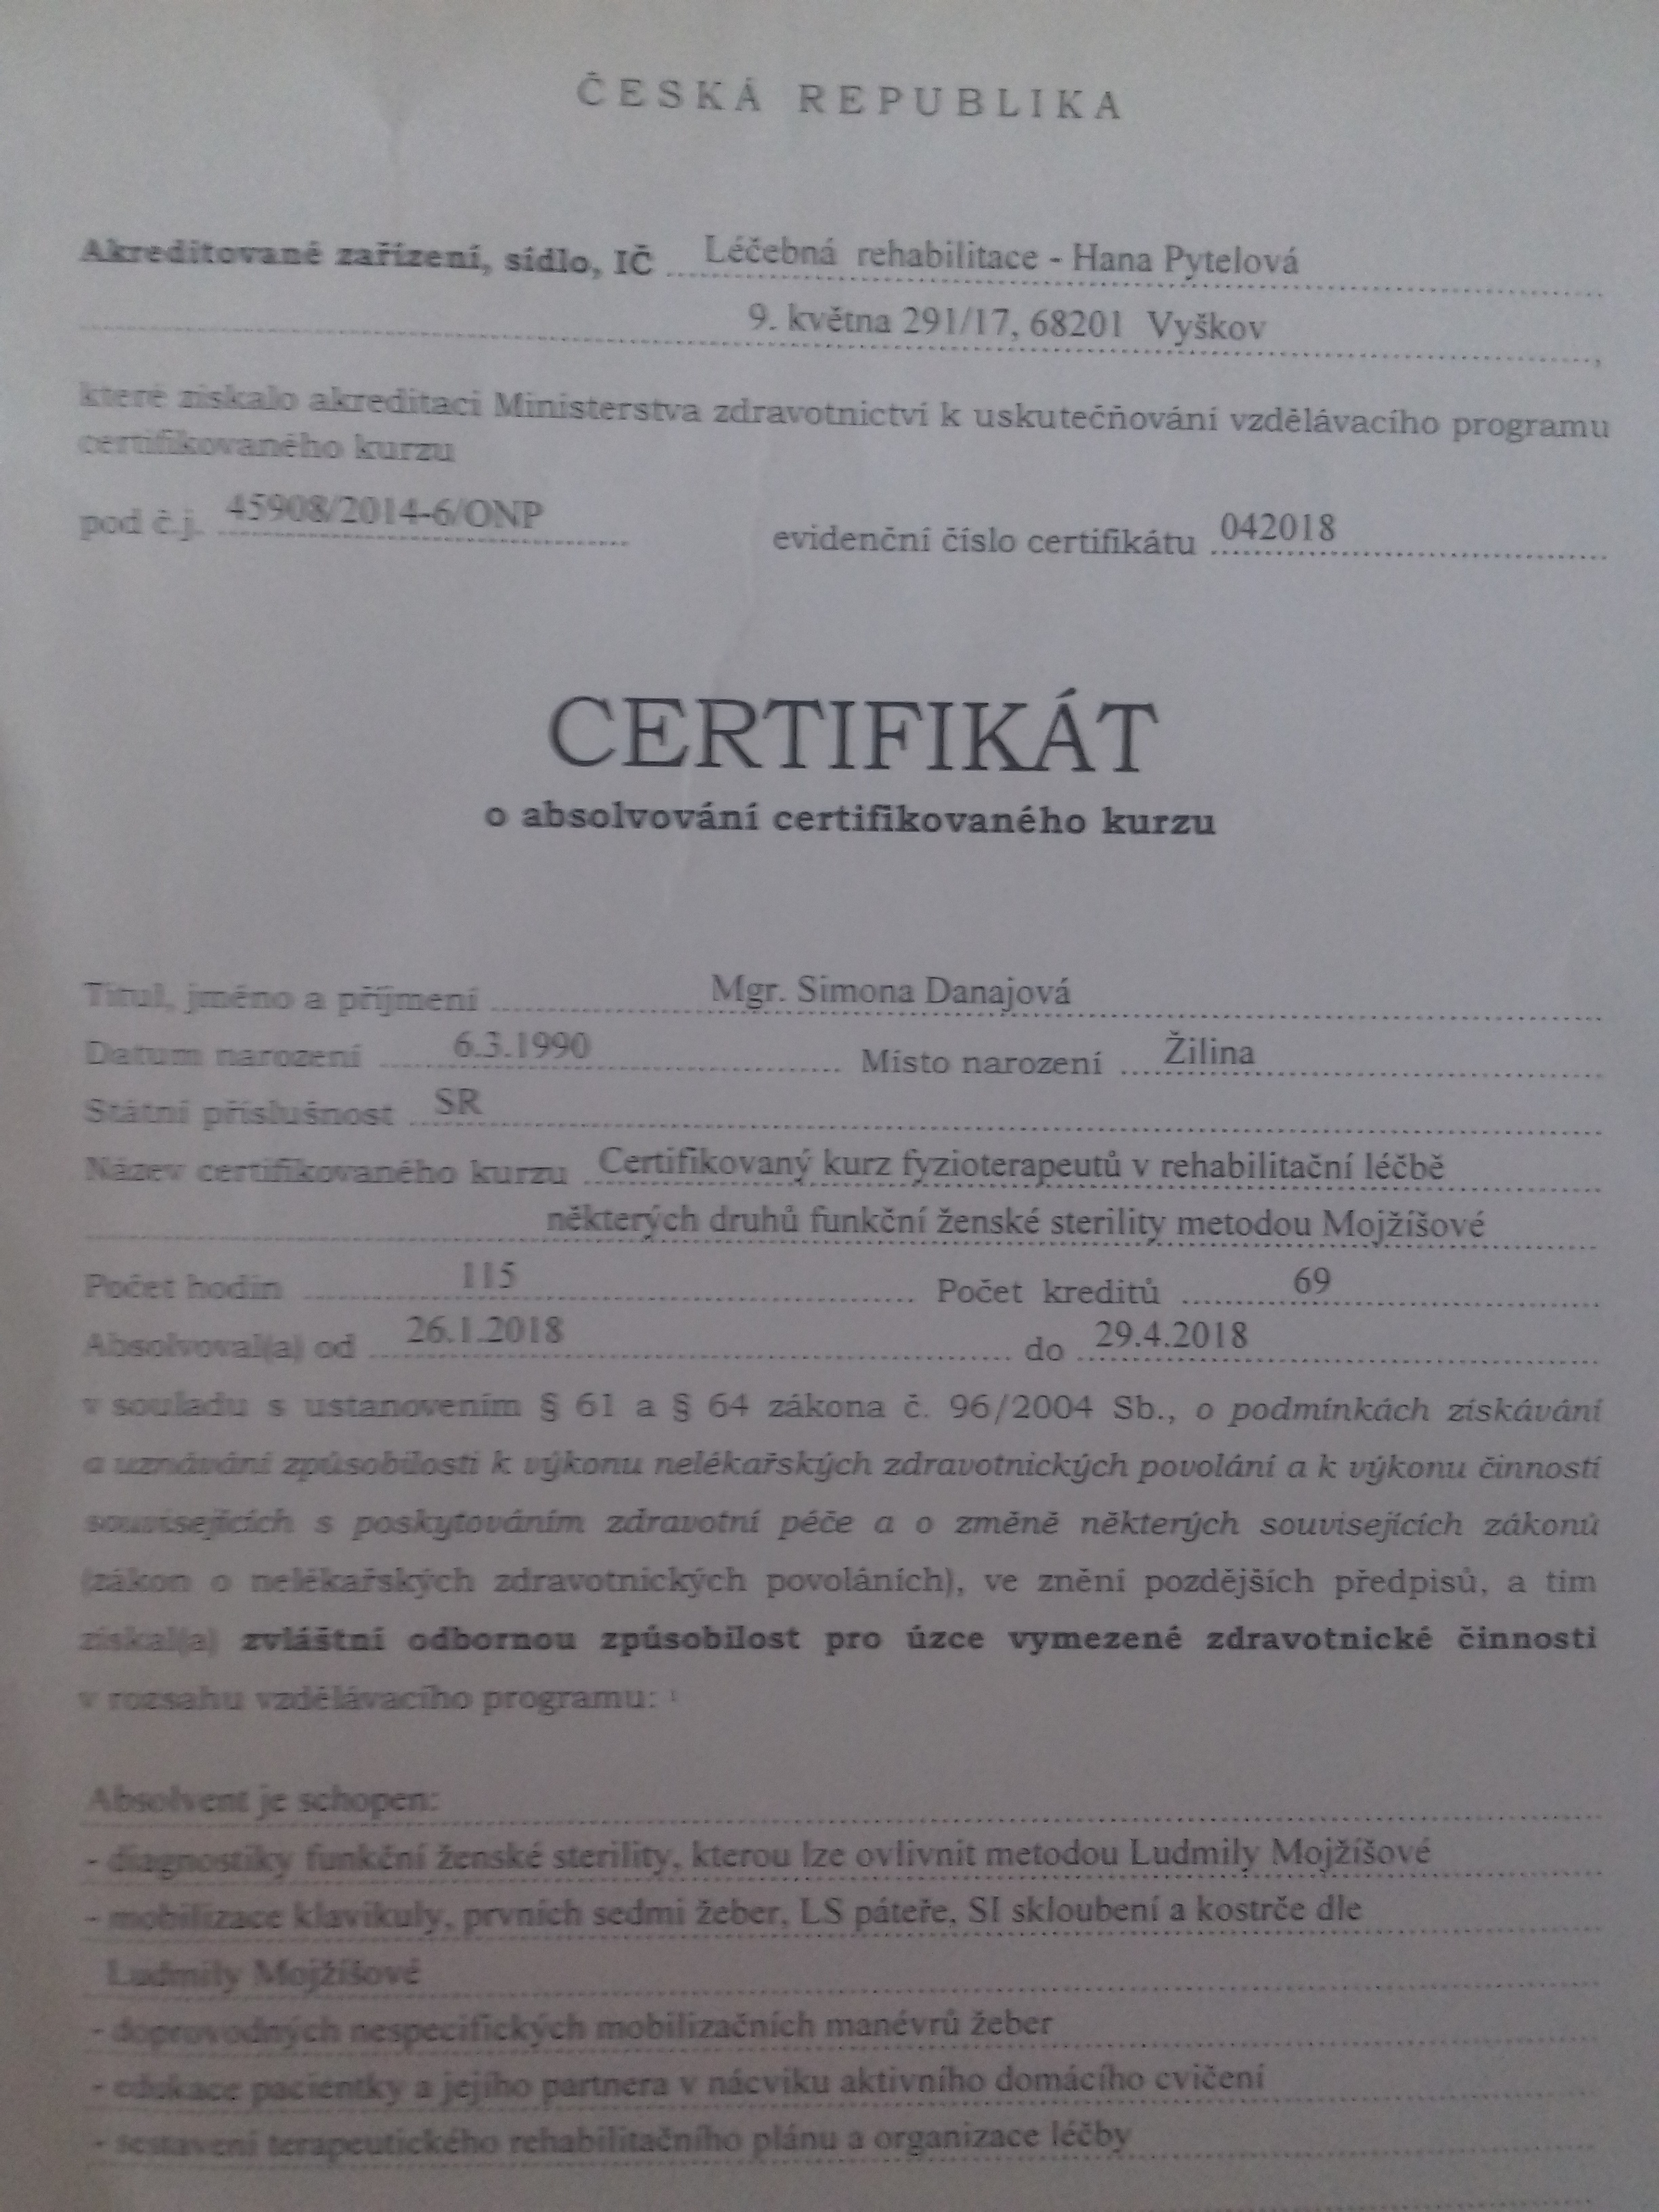 ČESKÁ REPUBLIKA
Akreditované zařízení, sídlo, IČ Léčebná rehabilitace - Hana Pytelová
9. května 291/17, 68201 Vyškov ,
které získalo akreditaci Ministerstva zdravotnictví k uskutečňování vzdělávacího programu
certifikovaného kurzu
pod č.j. 45908/2014-6/ONP evidenční číslo certifikátu 042018
CERTIFIKÁT
o absolvování certifikovaného kurzu
Titul, jméno a příjmení Mgr. Simona Danajová
Datum narození 6.3.1990 Místo narození Žilina
Státní příslušnost SR
Název certifikovaného kurzu Certifikovaný kurz fyzioterapeutů v rehabilitační léčbě
některých druhů funkční ženské sterility metodou Mojžíšové
Počet hodin 115 Počet kreditů 69
Absolvoval(a) od 26.1.2018 do 29.4.2018
v souladu s ustanovením § 61 a § 64 zákona č. 96/2004 Sb., o podmínkách získávání
a uznávání způsobilosti k výkonu nelékařských zdravotnických povolání a k výkonu činností
souvisejících s poskytováním zdravotní péče a o změně některých souvisejících zákonů
(zákon o nelékařských zdravotnických povoláních), ve znění pozdějších předpisů, a tím
získal(a) zvláštní odbornou způsobilost pro úzce vymezené zdravotnické činnosti
v rozsahu vzdělávacího programu:
Absolvent je schopen:
- diagnostiky funkční ženské sterility, kterou lze ovlivnit metodou Ludmily Mojžíšové
- mobilizace klavikuly, prvních sedmi žeber, LS páteře, SI skloubení a kostrče dle
Ludmily Mojžíšové
- doprovodných nespecifických mobilizačních manévrů žeber
- edukace pacientky a jejího partnera v nácviku aktivního domácího cvičení
- sestavení terapeutického rehabilitačního plánu a organizace léčby